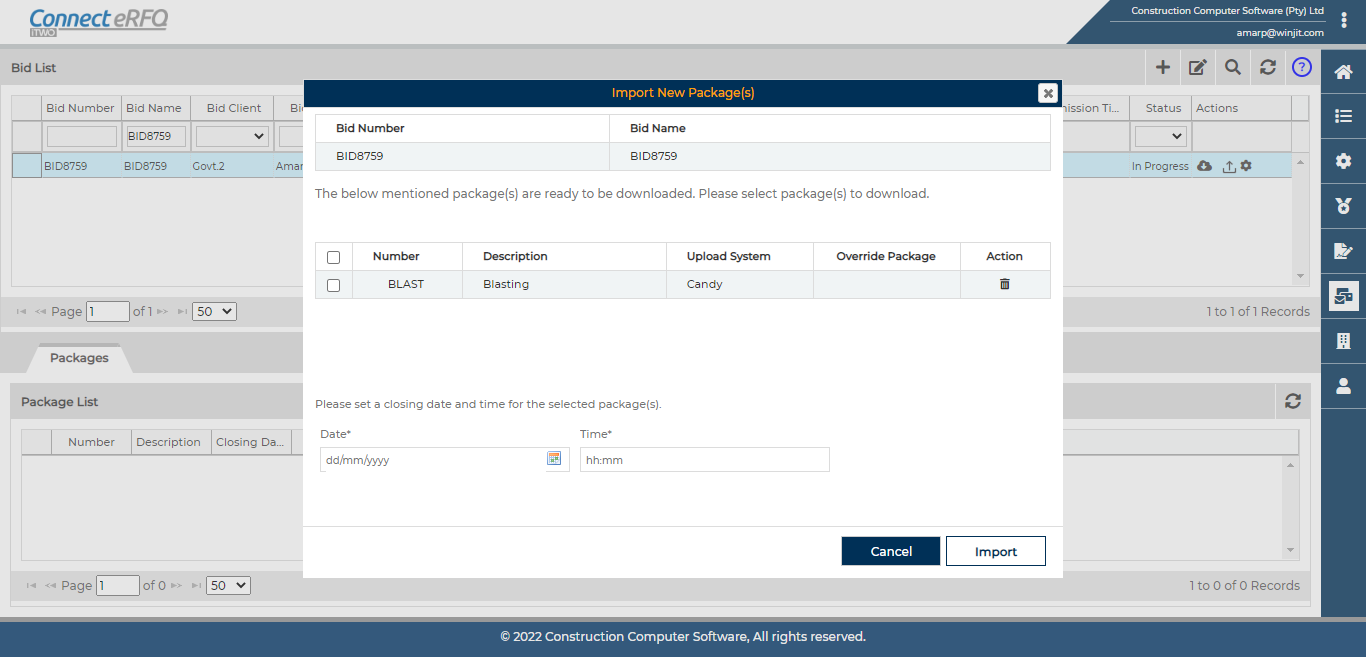 Connect eRFQ
iTWO
Construction Computer Software (Pty) Ltd
amarp@winjit.com
Bid List
?
Import New Package(s)
Bid Number Bid Name Bid Client Status Actions
BID8759
BID8759 BID8759 Govt.2 In Progress
Bid Number Bid Name
BID8759 BID8759
The below mentioned package(s) are ready to be downloaded. Please select package(s) to download.
Number Description Upload System Override Package Action
BLAST Blasting Candy
Page 1 of 1 50 1 to 1 of 1 Records
Packages
Package List
Please set a closing date and time for the selected package(s).
Number Description Closing Da...
Date* Time*
dd/mm/yyyy hh:mm
Cancel Import
Page 1 of 0 50 1 to 0 of 0 Records
© 2022 Construction Computer Software, All rights reserved.